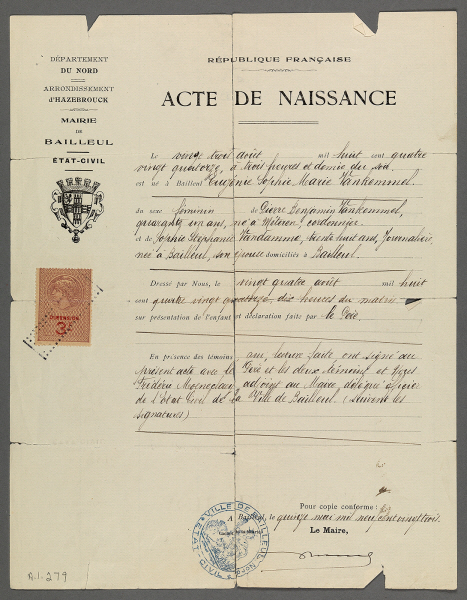 DÉPARTEMENT
DU NORD
ARRONDISSEMENT
d'HAZEBROUCK
MAIRIE
DE
BAILLEUL
ÉTAT-CIVIL
RÉPUBLIQUE FRANÇAISE
ACTE DE NAISSANCE
Le vingt trois août mil huit cent quatre
vingt quatorze, à trois heures et demie du soir
est né à Bailleul Eugénie Sophie Marie Vankemmel
du sexe féminin de Pierre Benjamin Vankemmel,
quarante un ans, né à Méteren, cordonnier
et de Sophie Stéphanie Vandamme, trente huit ans, Journalière,
née à Bailleul, son épouse domiciliés à Bailleul.
Dressé par Nous, le vingt quatre août mil huit
cent quatre vingt quatorze, dix heures du matin
sur présentation de l'enfant et déclaration faite par le Père.
En présence des témoins qui, lecture faite, ont signé au
présent acte avec le Père et les deux témoins et Nous
Frédéric adjoint au Maire, délégué officier
de l'état Civil de la Ville de Bailleul. (Suivent les
signatures)
DIMENSION
3F
Pour copie conforme :
A Bailleul, le quinze mai mil neuf cent vingt trois.
Le Maire,
VILLE DE BAILLEUL
ÉTAT-CIVIL
A.1.279